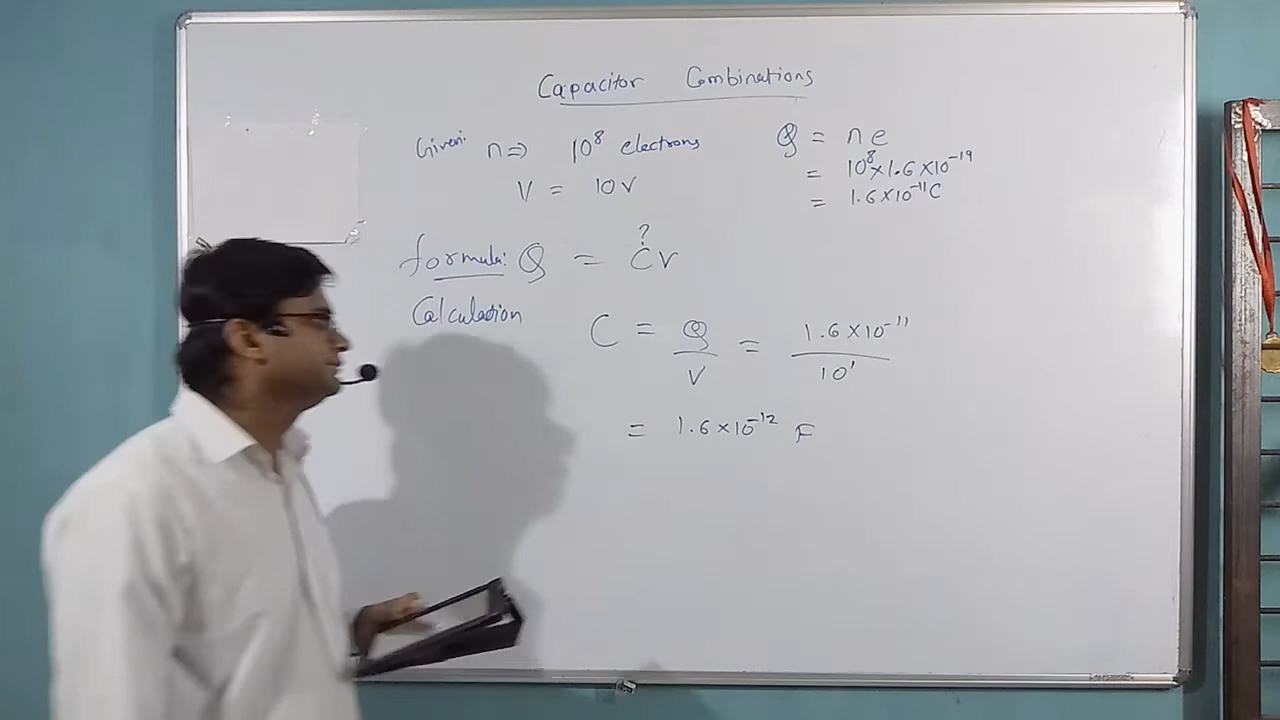 Capacitor Combinations
Given: n ⇒ 10⁸ electrons
V = 10V
Q = ne
= 10⁸ × 1.6 × 10⁻¹⁹
= 1.6 × 10⁻¹¹ C
?
formula: Q = CV
Calculation
C = Q/V = 1.6 × 10⁻¹¹ / 10¹
= 1.6 × 10⁻¹² F